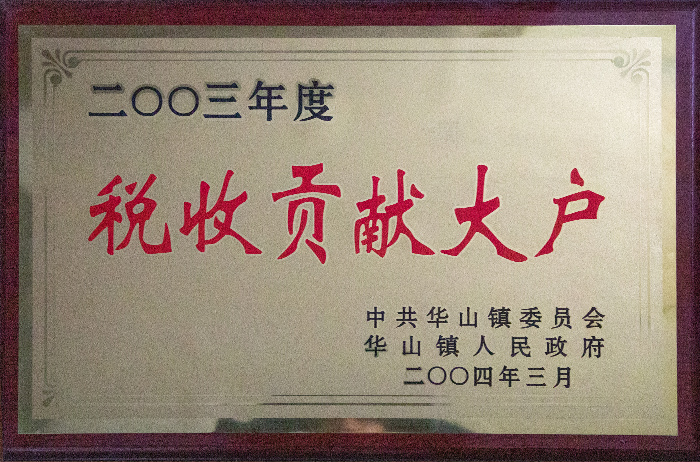 二〇〇三年度
税收贡献大户
中共华山镇委员会
华山镇人民政府
二〇〇四年三月